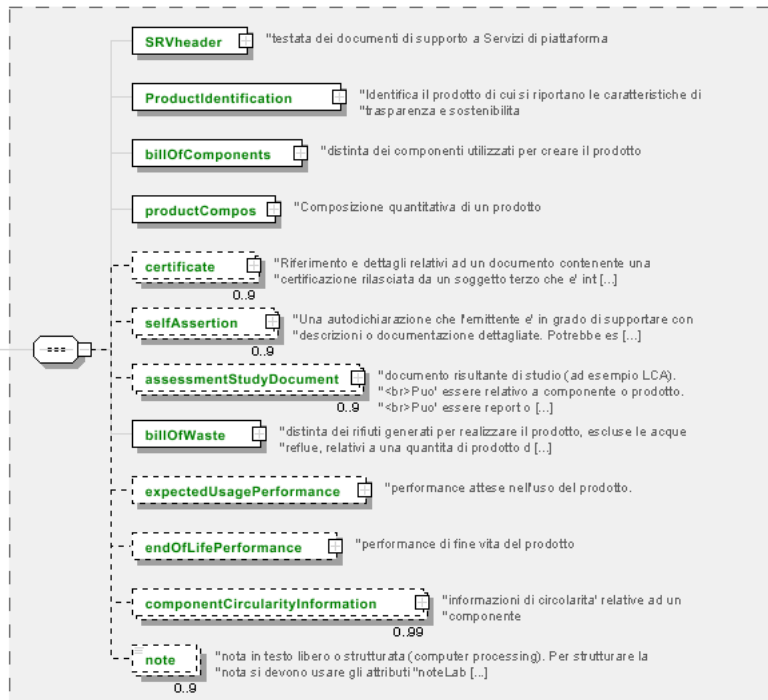 SRVheader
"testata dei documenti di supporto a Servizi di piattaforma
ProductIdentification
"Identifica il prodotto di cui si riportano le caratteristiche di
"trasparenza e sostenibilita
billOfComponents
"distinta dei componenti utilizzati per creare il prodotto
productCompos
"Composizione quantitativa di un prodotto
certificate
"Riferimento e dettagli relativi ad un documento contenente una
"certificazione rilasciata da un soggetto terzo che e' int [...]
0..9
selfAssertion
"Una autodichiarazione che l'emittente e' in grado di supportare con
"descrizioni o documentazione dettagliate. Potrebbe es [...]
0..9
assessmentStudyDocument
"documento risultante di studio (ad esempio LCA).
"<br>Puo' essere relativo a componente o prodotto.
"<br>Puo' essere report o [...]
0..9
billOfWaste
"distinta dei rifiuti generati per realizzare il prodotto, escluse le acque
"reflue, relativi a una quantita di prodotto d [...]
expectedUsagePerformance
"performance attese nell'uso del prodotto.
endOfLifePerformance
"performance di fine vita del prodotto
componentCircularityInformation
"informazioni di circolarita' relative ad un
"componente
0..99
note
"nota in testo libero o strutturata (computer processing). Per strutturare la
"nota si devono usare gli attributi "noteLab [...]
0..9